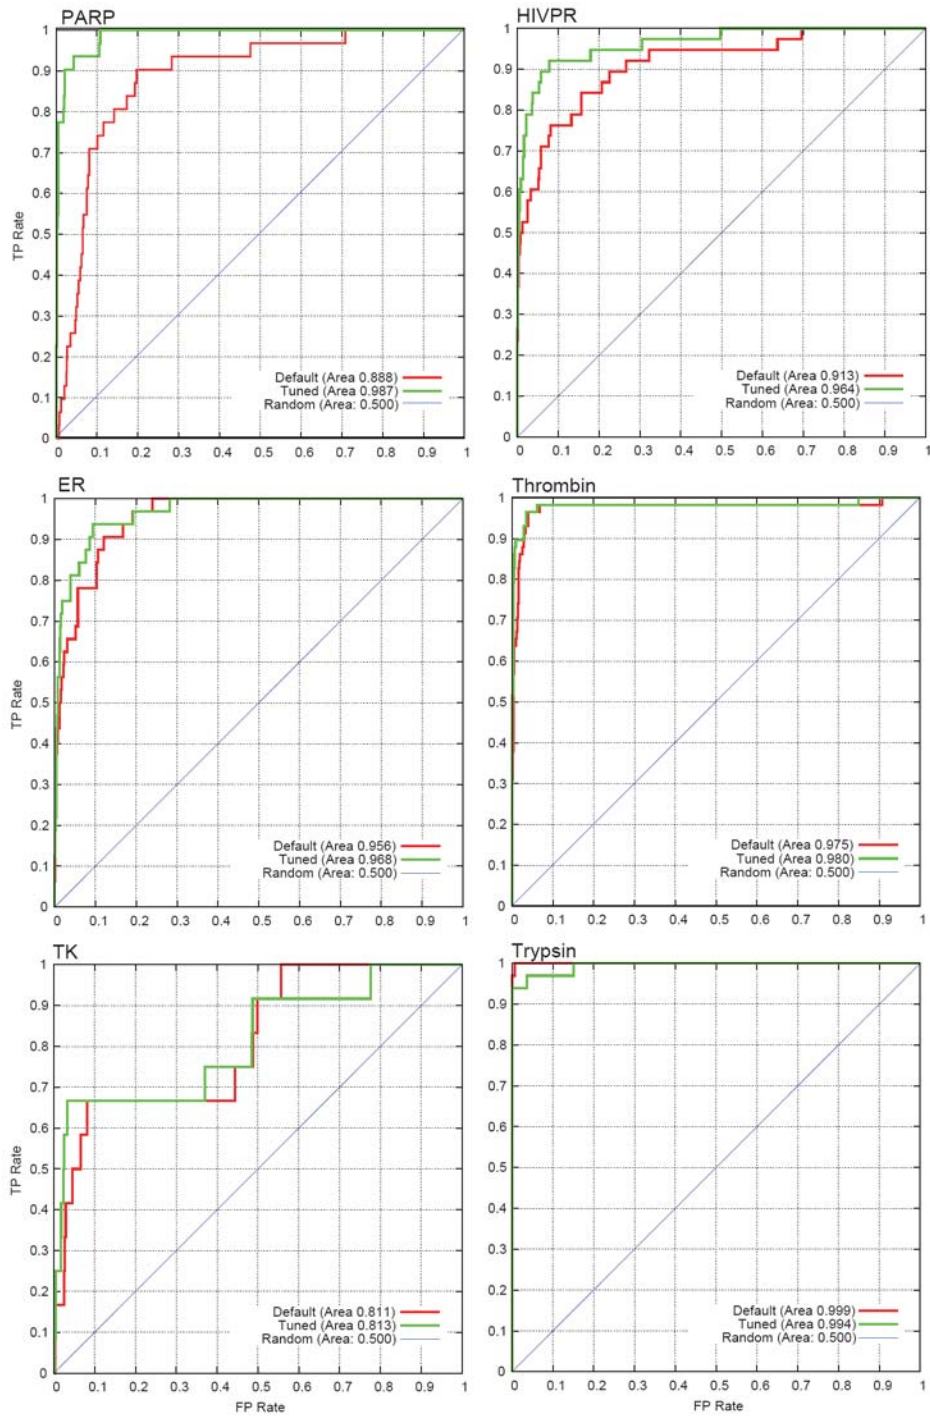 PARP
1
0.9
0.8
0.7
0.6
0.5
0.4
0.3
0.2
0.1
0
TP Rate
Default (Area 0.888)
Tuned (Area 0.987)
Random (Area: 0.500)
0 0.1 0.2 0.3 0.4 0.5 0.6 0.7 0.8 0.9 1
HIVPR
1
0.9
0.8
0.7
0.6
0.5
0.4
0.3
0.2
0.1
0
Default (Area 0.913)
Tuned (Area 0.964)
Random (Area: 0.500)
0 0.1 0.2 0.3 0.4 0.5 0.6 0.7 0.8 0.9 1
ER
1
0.9
0.8
0.7
0.6
0.5
0.4
0.3
0.2
0.1
0
TP Rate
Default (Area 0.956)
Tuned (Area 0.968)
Random (Area: 0.500)
0 0.1 0.2 0.3 0.4 0.5 0.6 0.7 0.8 0.9 1
Thrombin
1
0.9
0.8
0.7
0.6
0.5
0.4
0.3
0.2
0.1
0
Default (Area 0.975)
Tuned (Area 0.980)
Random (Area: 0.500)
0 0.1 0.2 0.3 0.4 0.5 0.6 0.7 0.8 0.9 1
TK
1
0.9
0.8
0.7
0.6
0.5
0.4
0.3
0.2
0.1
0
TP Rate
Default (Area 0.811)
Tuned (Area 0.813)
Random (Area: 0.500)
0 0.1 0.2 0.3 0.4 0.5 0.6 0.7 0.8 0.9 1
FP Rate
Trypsin
1
0.9
0.8
0.7
0.6
0.5
0.4
0.3
0.2
0.1
0
Default (Area 0.999)
Tuned (Area 0.994)
Random (Area: 0.500)
0 0.1 0.2 0.3 0.4 0.5 0.6 0.7 0.8 0.9 1
FP Rate